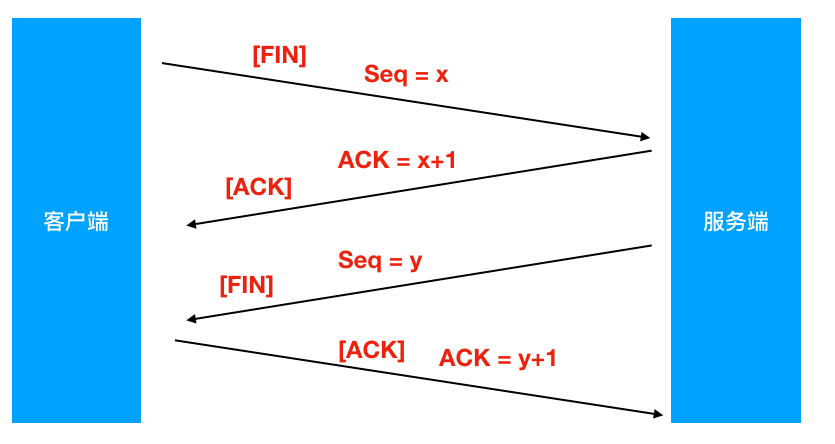 [FIN]
Seq = x
ACK = x+1
[ACK]
客户端
服务端
Seq = y
[FIN]
[ACK]
ACK = y+1